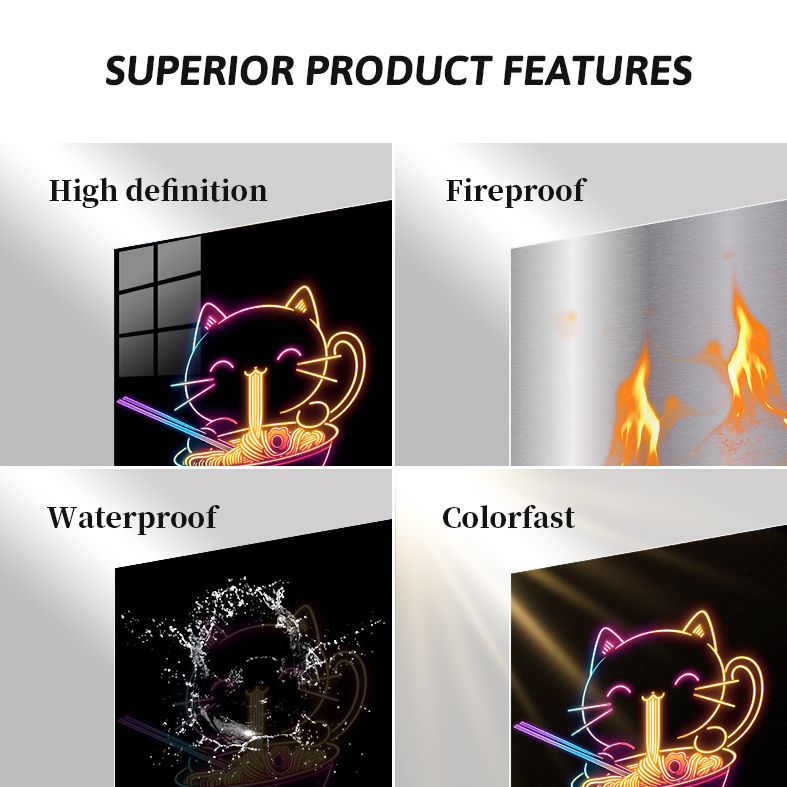 SUPERIOR PRODUCT FEATURES
High definition
Fireproof
Waterproof
Colorfast